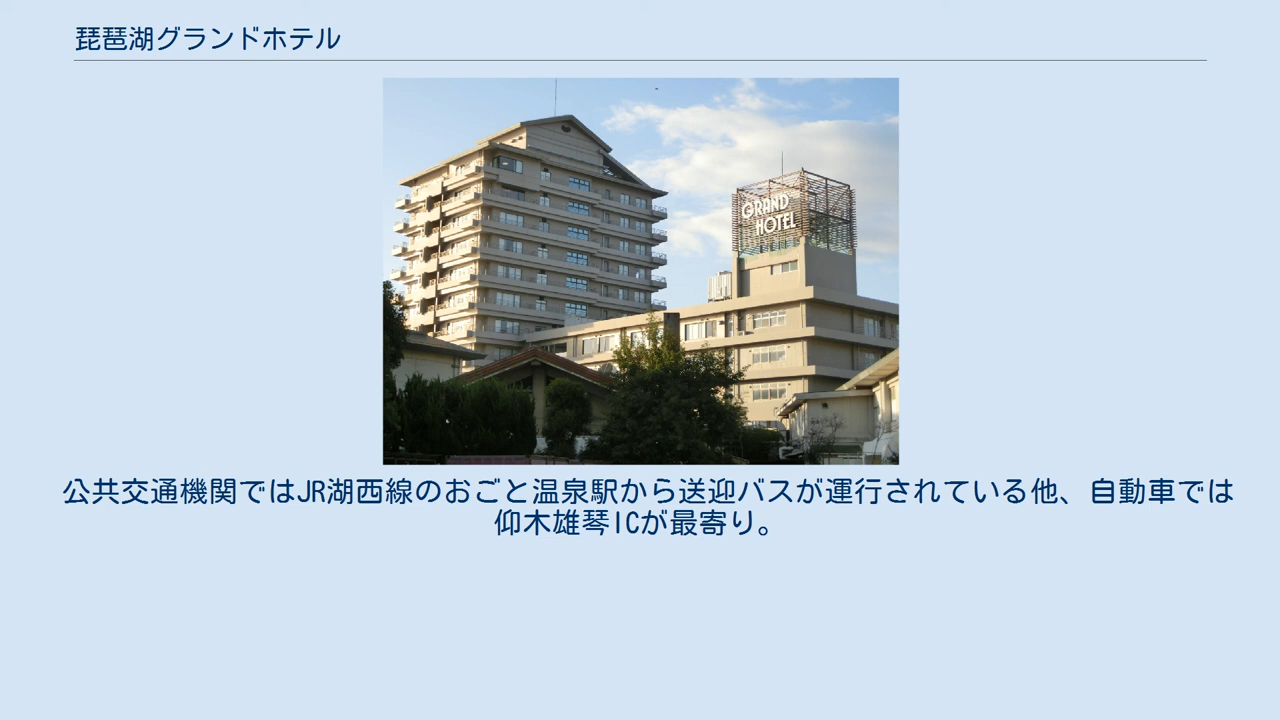 琵琶湖グランドホテル
GRAND
HOTEL
公共交通機関ではJR湖西線のおごと温泉駅から送迎バスが運行されている他、自動車では
仰木雄琴ICが最寄り。